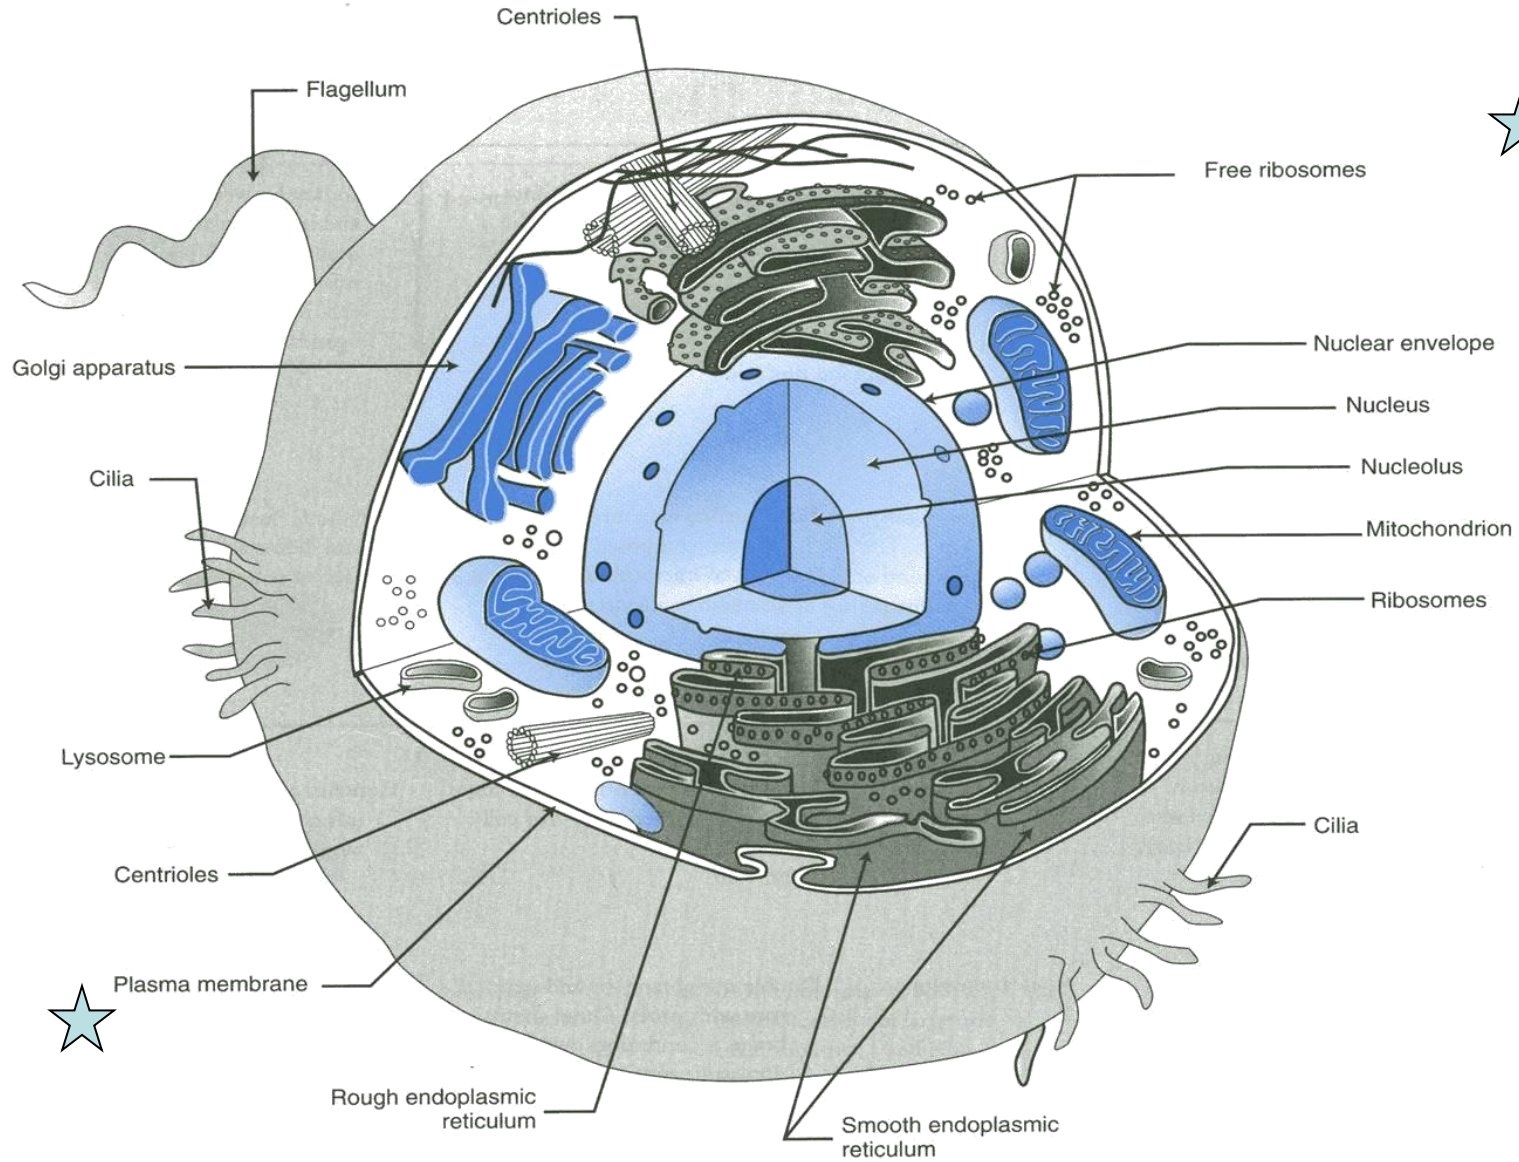 Centrioles
Flagellum
Free ribosomes
Nuclear envelope
Golgi apparatus
Nucleus
Nucleolus
Cilia
Mitochondrion
Ribosomes
Lysosome
Cilia
Centrioles
Plasma membrane
Rough endoplasmic
reticulum
Smooth endoplasmic
reticulum